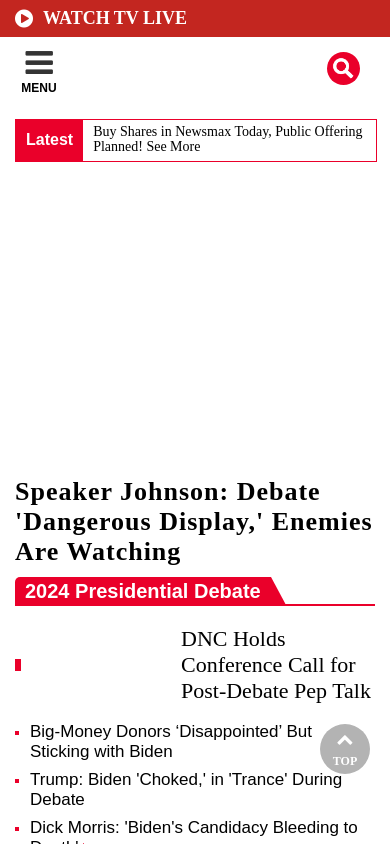 WATCH TV LIVE
MENU
Latest
Buy Shares in Newsmax Today, Public Offering
Planned! See More
Speaker Johnson: Debate
'Dangerous Display,' Enemies
Are Watching
2024 Presidential Debate
DNC Holds
Conference Call for
Post-Debate Pep Talk
Big-Money Donors ‘Disappointed’ But
Sticking with Biden
TOP
Trump: Biden 'Choked,' in 'Trance' During
Debate
Dick Morris: 'Biden's Candidacy Bleeding to